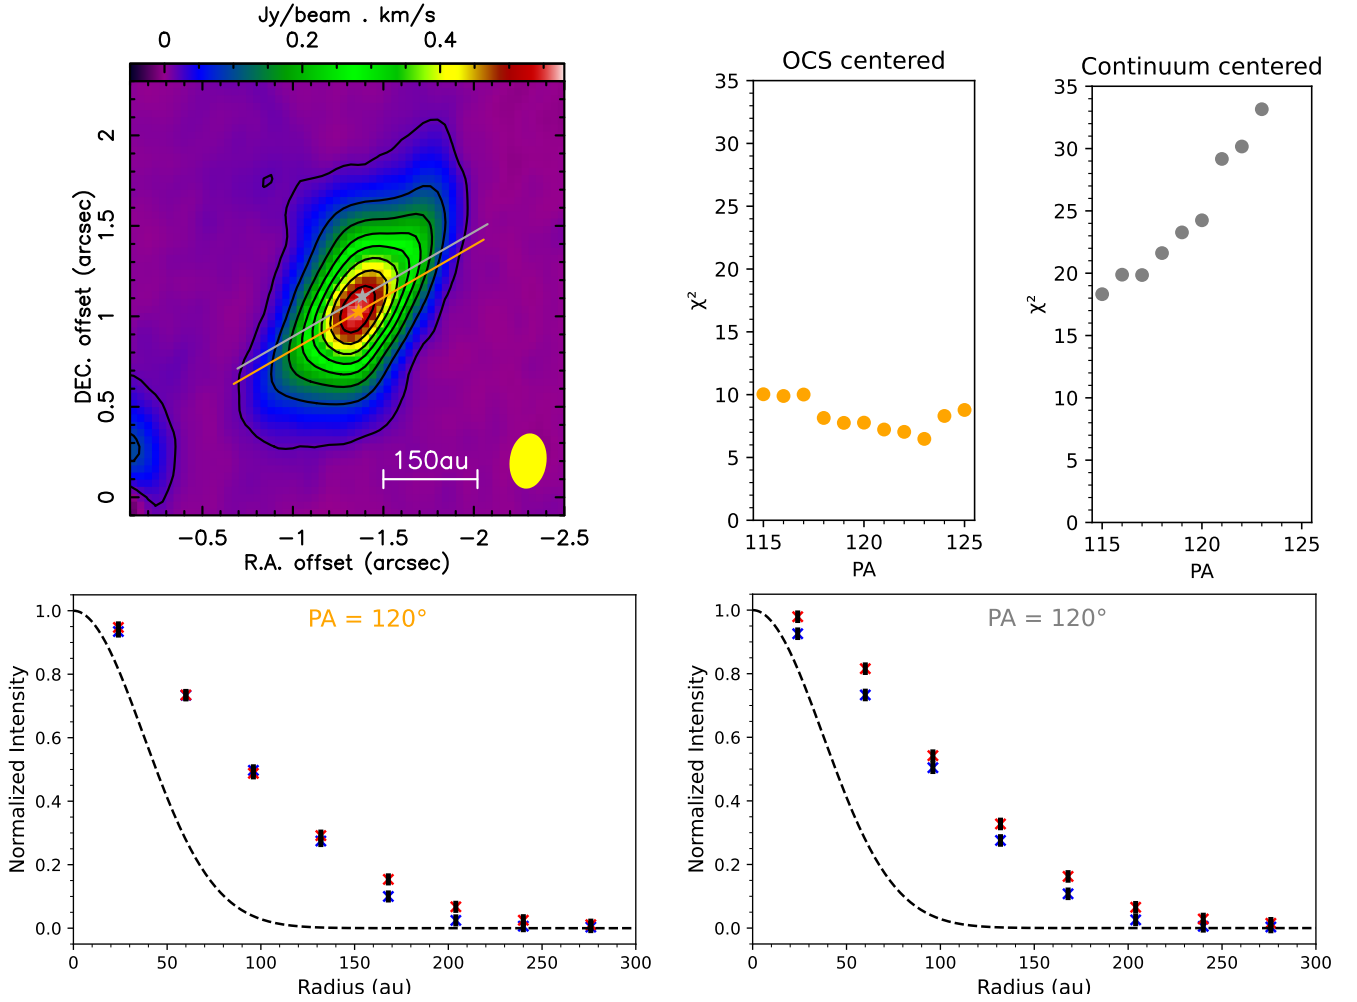 Jy/beam . km/s
0 0.2 0.4
DEC. offset (arcsec)
2
1.5
1
0.5
0
150au
−0.5 −1 −1.5 −2 −2.5
R.A. offset (arcsec)
OCS centered
χ²
35
30
25
20
15
10
5
0
115 120 125
PA
Continuum centered
χ²
35
30
25
20
15
10
5
0
115 120 125
PA
PA = 120°
Normalized Intensity
1.0
0.8
0.6
0.4
0.2
0.0
0 50 100 150 200 250 300
Radius (au)
PA = 120°
Normalized Intensity
1.0
0.8
0.6
0.4
0.2
0.0
0 50 100 150 200 250 300
Radius (au)